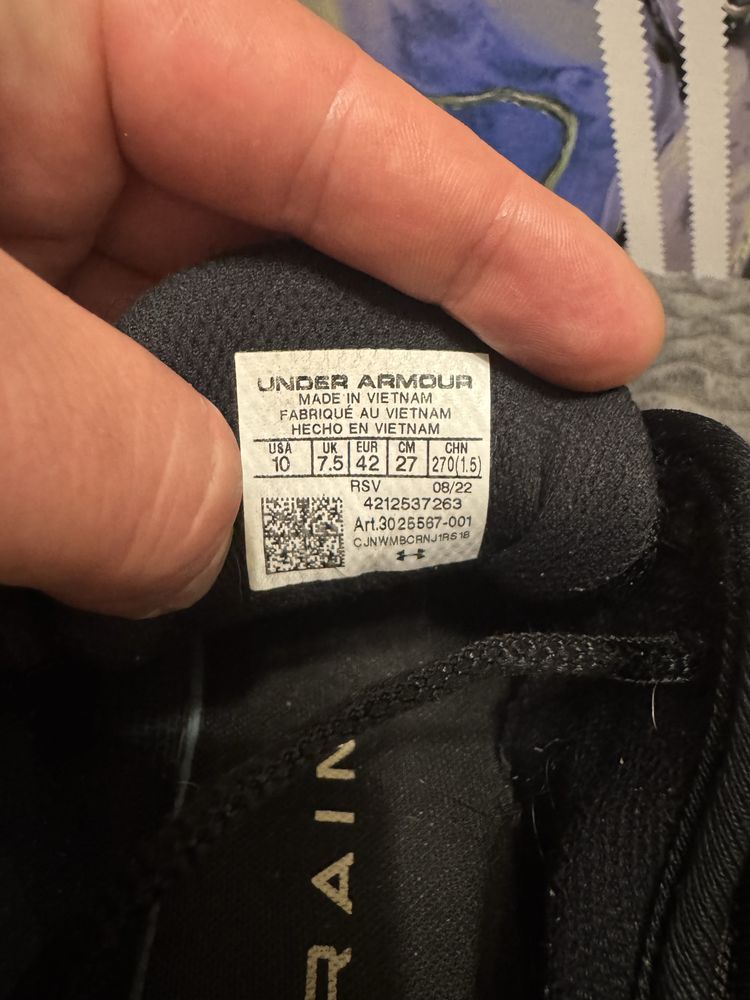 UNDER ARMOUR
MADE IN VIETNAM
FABRIQUÉ AU VIETNAM
HECHO EN VIETNAM
USA UK EUR CM CHN
10 7.5 42 27 270(1.5)
RSV 08/22
4212537263
Art.3025567-001
CJNWMBCRNJ1RS1B
RAIN